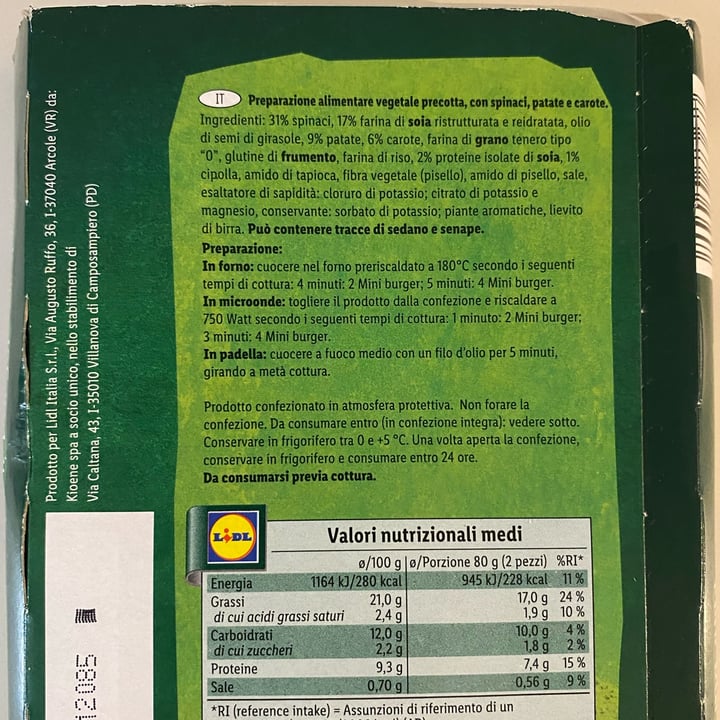 IT Preparazione alimentare vegetale precotta, con spinaci, patate e carote.
Ingredienti: 31% spinaci, 17% farina di soia ristrutturata e reidratata, olio
di semi di girasole, 9% patate, 6% carote, farina di grano tenero tipo
"0", glutine di frumento, farina di riso, 2% proteine isolate di soia, 1%
cipolla, amido di tapioca, fibra vegetale (pisello), amido di pisello, sale,
esaltatore di sapidità: cloruro di potassio; citrato di potassio e
magnesio, conservante: sorbato di potassio; piante aromatiche, lievito
di birra. Può contenere tracce di sedano e senape.
Preparazione:
In forno: cuocere nel forno preriscaldato a 180°C secondo i seguenti
tempi di cottura: 4 minuti: 2 Mini burger; 5 minuti: 4 Mini burger.
In microonde: togliere il prodotto dalla confezione e riscaldare a
750 Watt secondo i seguenti tempi di cottura: 1 minuto: 2 Mini burger;
3 minuti: 4 Mini burger.
In padella: cuocere a fuoco medio con un filo d'olio per 5 minuti,
girando a metà cottura.
Prodotto confezionato in atmosfera protettiva. Non forare la
confezione. Da consumare entro (in confezione integra): vedere sotto.
Conservare in frigorifero tra 0 e +5 °C. Una volta aperta la confezione,
conservare in frigorifero e consumare entro 24 ore.
Da consumarsi previa cottura.
LIDL
Valori nutrizionali medi
ø/100 g ø/Porzione 80 g (2 pezzi) %RI*
Energia 1164 kJ/280 kcal 945 kJ/228 kcal 11 %
Grassi 21,0 g 17,0 g 24 %
di cui acidi grassi saturi 2,4 g 1,9 g 10 %
Carboidrati 12,0 g 10,0 g 4 %
di cui zuccheri 2,2 g 1,8 g 2 %
Proteine 9,3 g 7,4 g 15 %
Sale 0,70 g 0,56 g 9 %
*RI (reference intake) = Assunzioni di riferimento di un
Prodotto per Lidl Italia S.r.l., Via Augusto Ruffo, 36, I-37040 Arcole (VR) da:
Kioene spa a socio unico, nello stabilimento di
Via Caltana, 43, I-35010 Villanova di Camposampiero (PD)